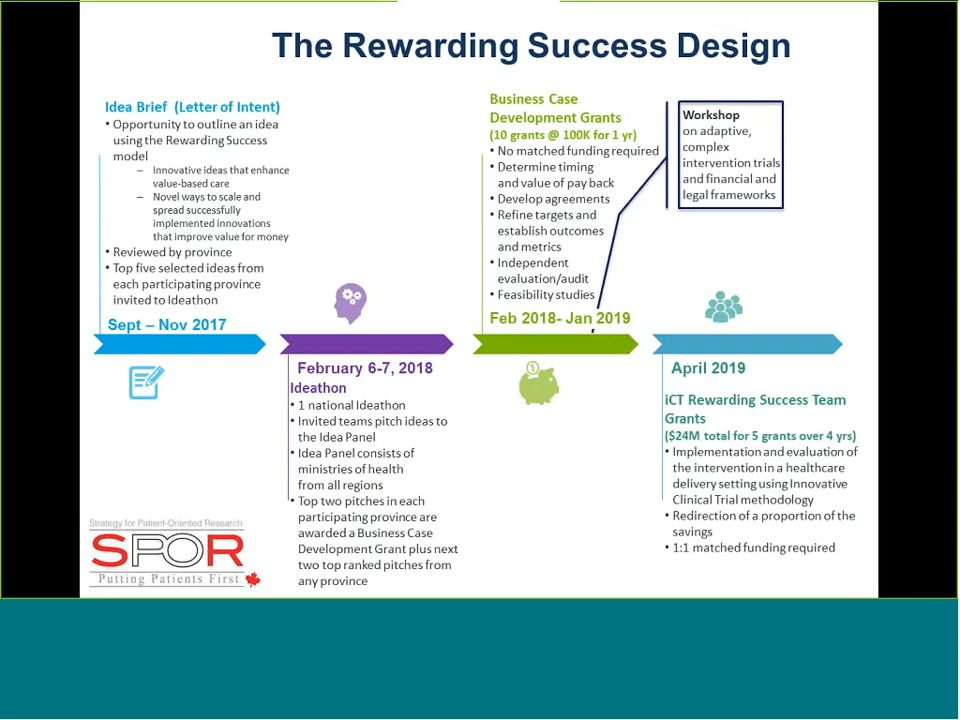 The Rewarding Success Design
Idea Brief (Letter of Intent)
• Opportunity to outline an idea
using the Rewarding Success
model
– Innovative ideas that enhance
value-based care
– Novel ways to scale and
spread successfully
implemented innovations
that improve value for money
• Reviewed by province
• Top five selected ideas from
each participating province
invited to Ideathon
Sept – Nov 2017
February 6-7, 2018
Ideathon
• 1 national Ideathon
• Invited teams pitch ideas to
the Idea Panel
• Idea Panel consists of
ministries of health
from all regions
• Top two pitches in each
participating province are
awarded a Business Case
Development Grant plus next
two top ranked pitches from
any province
Business Case
Development Grants
(10 grants @ 100K for 1 yr)
• No matched funding required
• Determine timing
and value of pay back
• Develop agreements
• Refine targets and
establish outcomes
and metrics
• Independent
evaluation/audit
• Feasibility studies
Feb 2018- Jan 2019
Workshop
on adaptive,
complex
intervention trials
and financial and
legal frameworks
April 2019
iCT Rewarding Success Team
Grants
($24M total for 5 grants over 4 yrs)
• Implementation and evaluation of
the intervention in a healthcare
delivery setting using Innovative
Clinical Trial methodology
• Redirection of a proportion of the
savings
• 1:1 matched funding required
Strategy for Patient-Oriented Research
SPOR
Putting Patients First